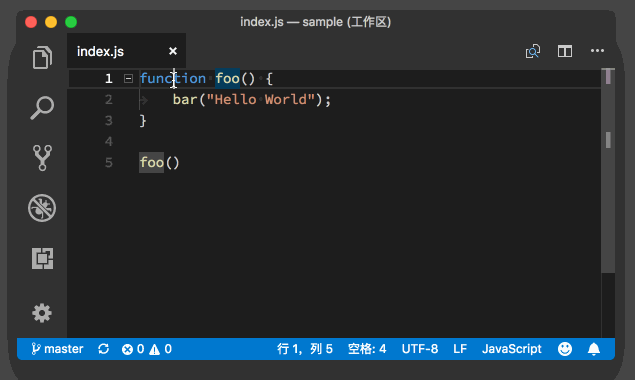 index.js — sample (工作区)
index.js
1 function foo() {
2 bar("Hello World");
3 }
4
5 foo()
master 0 0 行 1，列 5 空格: 4 UTF-8 LF JavaScript